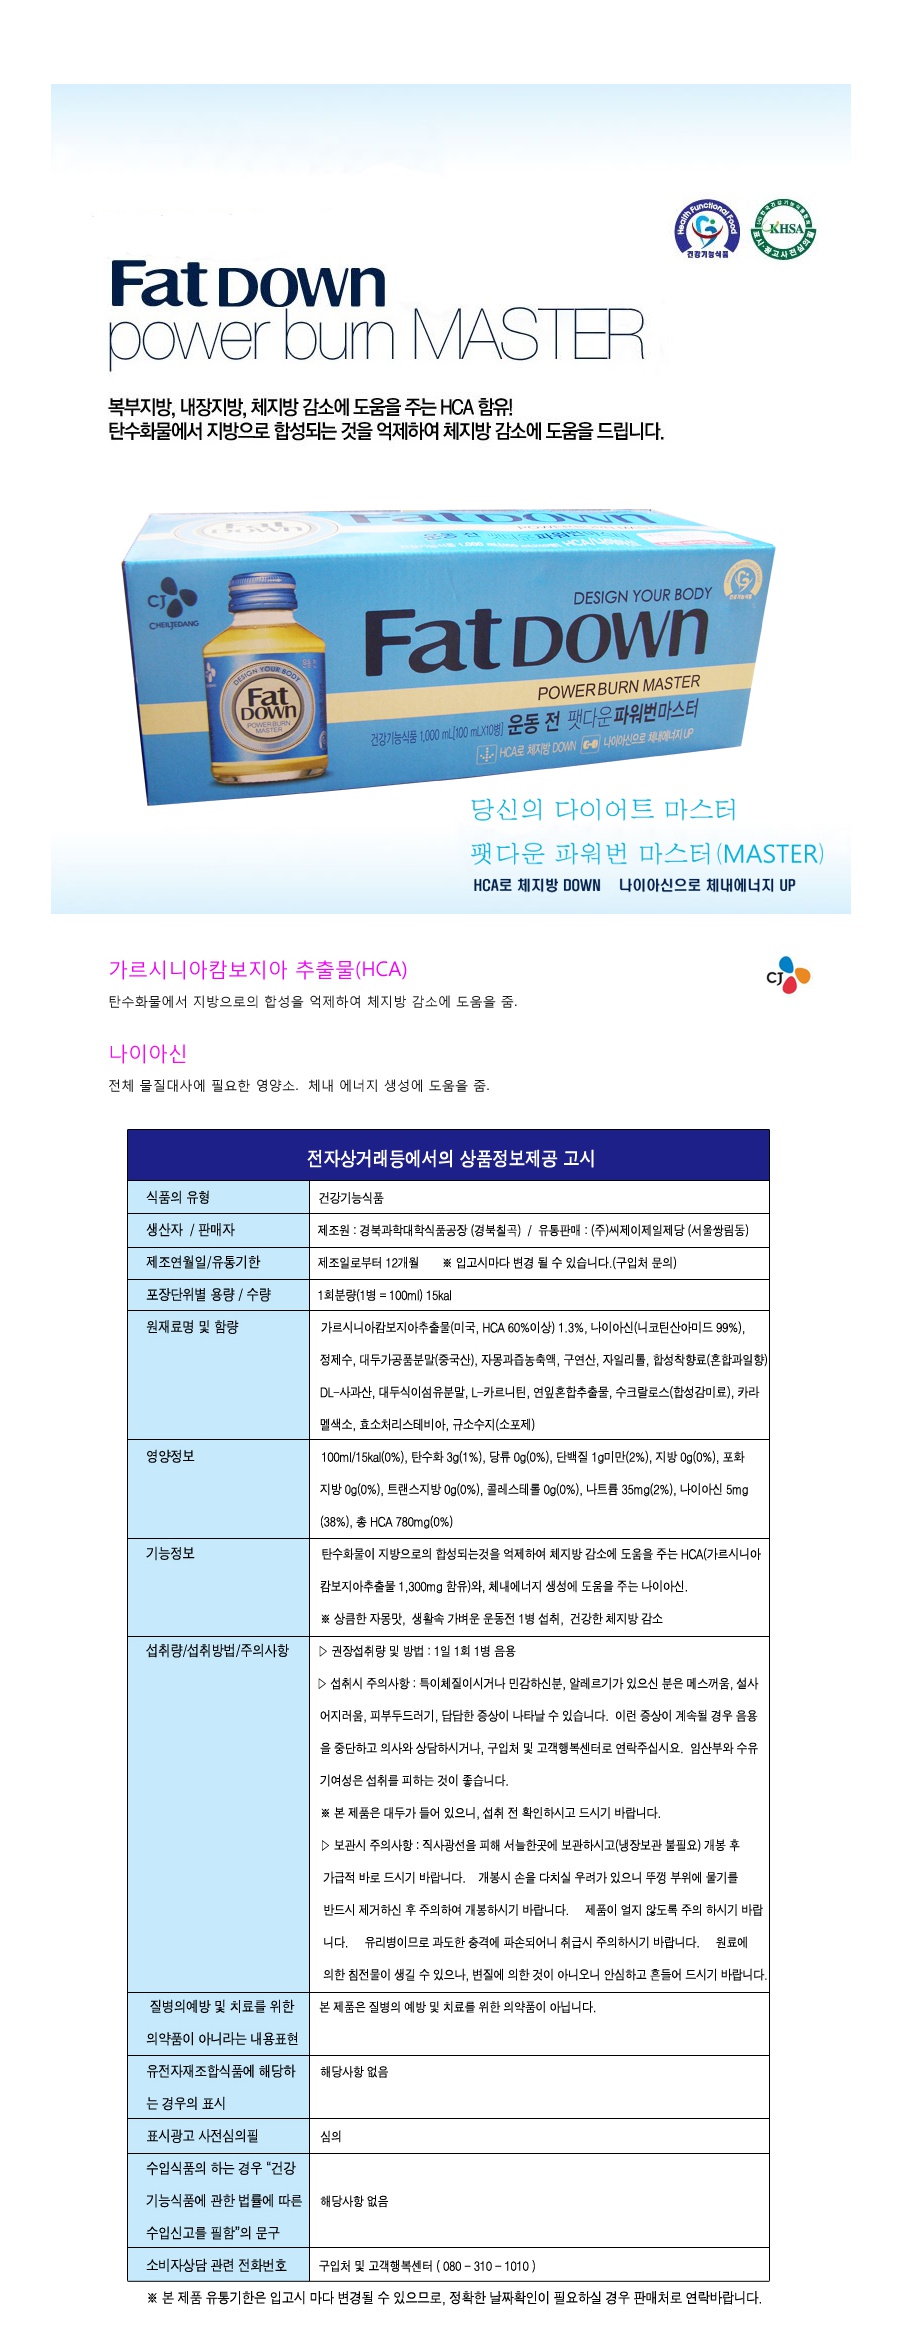 Health Functional Food
건강기능식품
KHSA
표시·광고사전심의필
Fat DOWN
power burn MASTER
복부지방, 내장지방, 체지방 감소에 도움을 주는 HCA 함유!
탄수화물에서 지방으로 합성되는 것을 억제하여 체지방 감소에 도움을 드립니다.
Fat DOWN
CJ
CHEILJEDANG
DESIGN YOUR BODY
Fat DOWN
POWER BURN MASTER
건강기능식품 1,000 mL[100 mLX10병] 운동 전 팻다운파워번마스터
HCA로 체지방 DOWN 나이아신으로 체내에너지 UP
DESIGN YOUR BODY
Fat
DOWN
POWER BURN
MASTER
당신의 다이어트 마스터
팻다운 파워번 마스터(MASTER)
HCA로 체지방 DOWN 나이아신으로 체내에너지 UP
가르시니아캄보지아 추출물(HCA)
CJ
탄수화물에서 지방으로의 합성을 억제하여 체지방 감소에 도움을 줌.
나이아신
전체 물질대사에 필요한 영양소. 체내 에너지 생성에 도움을 줌.
전자상거래등에서의 상품정보제공 고시
식품의 유형 건강기능식품
생산자 / 판매자 제조원 : 경북과학대학식품공장 (경북칠곡) / 유통판매 : (주)씨제이제일제당 (서울쌍림동)
제조연월일/유통기한 제조일로부터 12개월 ※ 입고시마다 변경 될 수 있습니다.(구입처 문의)
포장단위별 용량 / 수량 1회분량(1병 = 100ml) 15kal
원재료명 및 함량 가르시니아캄보지아추출물(미국, HCA 60%이상) 1.3%, 나이아신(니코틴산아미드 99%),
정제수, 대두가공품분말(중국산), 자몽과즙농축액, 구연산, 자일리톨, 합성착향료(혼합과일향)
DL-사과산, 대두식이섬유분말, L-카르니틴, 연잎혼합추출물, 수크랄로스(합성감미료), 카라
멜색소, 효소처리스테비아, 규소수지(소포제)
영양정보 100ml/15kal(0%), 탄수화 3g(1%), 당류 0g(0%), 단백질 1g미만(2%), 지방 0g(0%), 포화
지방 0g(0%), 트랜스지방 0g(0%), 콜레스테롤 0g(0%), 나트륨 35mg(2%), 나이아신 5mg
(38%), 총 HCA 780mg(0%)
기능정보 탄수화물이 지방으로의 합성되는것을 억제하여 체지방 감소에 도움을 주는 HCA(가르시니아
캄보지아추출물 1,300mg 함유)와, 체내에너지 생성에 도움을 주는 나이아신.
※ 상큼한 자몽맛, 생활속 가벼운 운동전 1병 섭취, 건강한 체지방 감소
섭취량/섭취방법/주의사항 ▷ 권장섭취량 및 방법 : 1일 1회 1병 음용
▷ 섭취시 주의사항 : 특이체질이시거나 민감하신분, 알레르기가 있으신 분은 메스꺼움, 설사
어지러움, 피부두드러기, 답답한 증상이 나타날 수 있습니다. 이런 증상이 계속될 경우 음용
을 중단하고 의사와 상담하시거나, 구입처 및 고객행복센터로 연락주십시요. 임산부와 수유
기여성은 섭취를 피하는 것이 좋습니다.
※ 본 제품은 대두가 들어 있으니, 섭취 전 확인하시고 드시기 바랍니다.
▷ 보관시 주의사항 : 직사광선을 피해 서늘한곳에 보관하시고(냉장보관 불필요) 개봉 후
가급적 바로 드시기 바랍니다. 개봉시 손을 다치실 우려가 있으니 뚜껑 부위에 물기를
반드시 제거하신 후 주의하여 개봉하시기 바랍니다. 제품이 얼지 않도록 주의 하시기 바랍
니다. 유리병이므로 과도한 충격에 파손되어니 취급시 주의하시기 바랍니다. 원료에
의한 침전물이 생길 수 있으나, 변질에 의한 것이 아니오니 안심하고 흔들어 드시기 바랍니다.
질병의예방 및 치료를 위한 본 제품은 질병의 예방 및 치료를 위한 의약품이 아닙니다.
의약품이 아니라는 내용표현
유전자재조합식품에 해당하 해당사항 없음
는 경우의 표시
표시광고 사전심의필 심의
수입식품의 하는 경우 "건강
기능식품에 관한 법률에 따른 해당사항 없음
수입신고를 필함"의 문구
소비자상담 관련 전화번호 구입처 및 고객행복센터 ( 080 - 310 - 1010 )
※ 본 제품 유통기한은 입고시 마다 변경될 수 있으므로, 정확한 날짜확인이 필요하실 경우 판매처로 연락바랍니다.